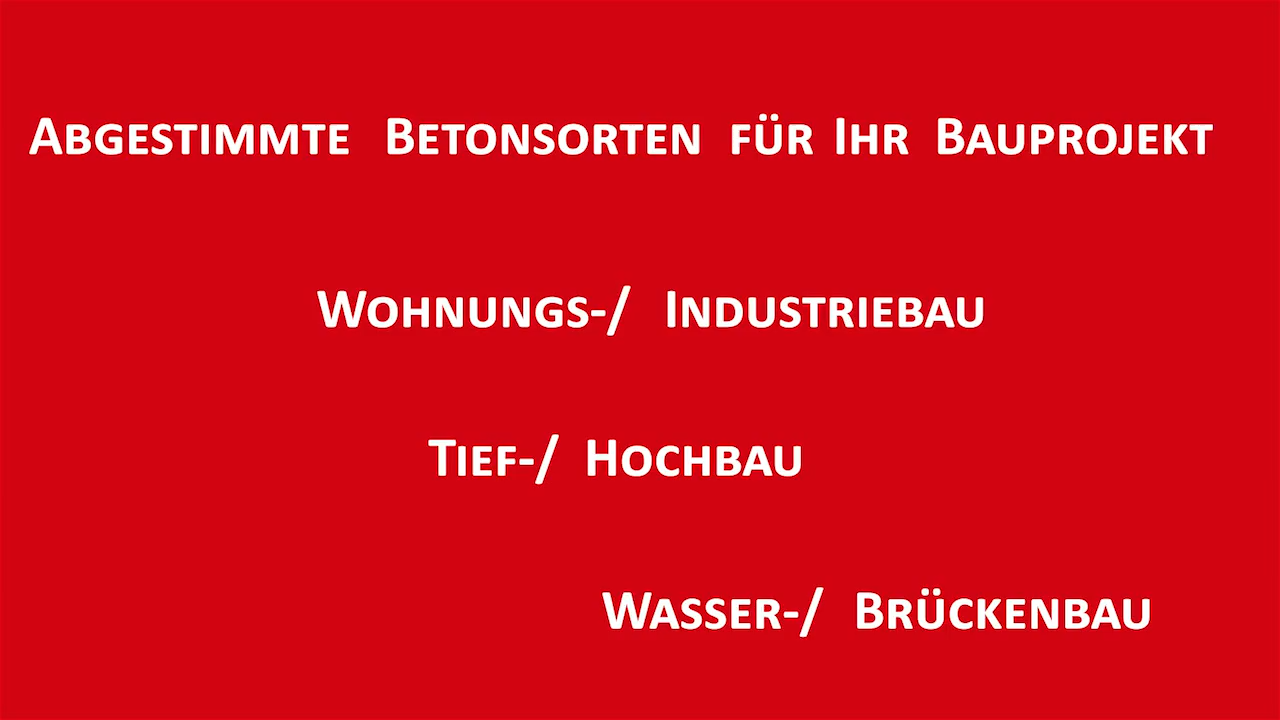 Abgestimmte Betonsorten für Ihr Bauprojekt
Wohnungs-/ Industriebau
Tief-/ Hochbau
Wasser-/ Brückenbau